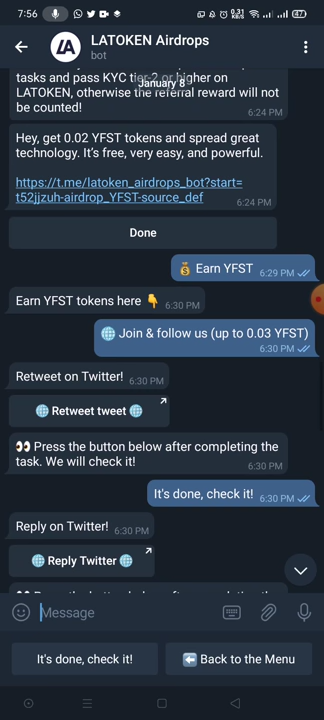 7:56
0.31
KB/s
47
LATOKEN Airdrops
bot
tasks and pass KYC tier-2 or higher on
January 8
LATOKEN, otherwise the referral reward will not
be counted!
6:24 PM
Hey, get 0.02 YFST tokens and spread great
technology. It's free, very easy, and powerful.
https://t.me/latoken_airdrops_bot?start=
t52jjzuh-airdrop_YFST-source_def
6:24 PM
Done
💰 Earn YFST 6:29 PM
Earn YFST tokens here 👇 6:30 PM
🌐 Join & follow us (up to 0.03 YFST)
6:30 PM
Retweet on Twitter! 6:30 PM
🌐 Retweet tweet 🌐
👀 Press the button below after completing the
task. We will check it!
6:30 PM
It's done, check it! 6:30 PM
Reply on Twitter! 6:30 PM
🌐 Reply Twitter 🌐
Message
It's done, check it!
⬅️ Back to the Menu